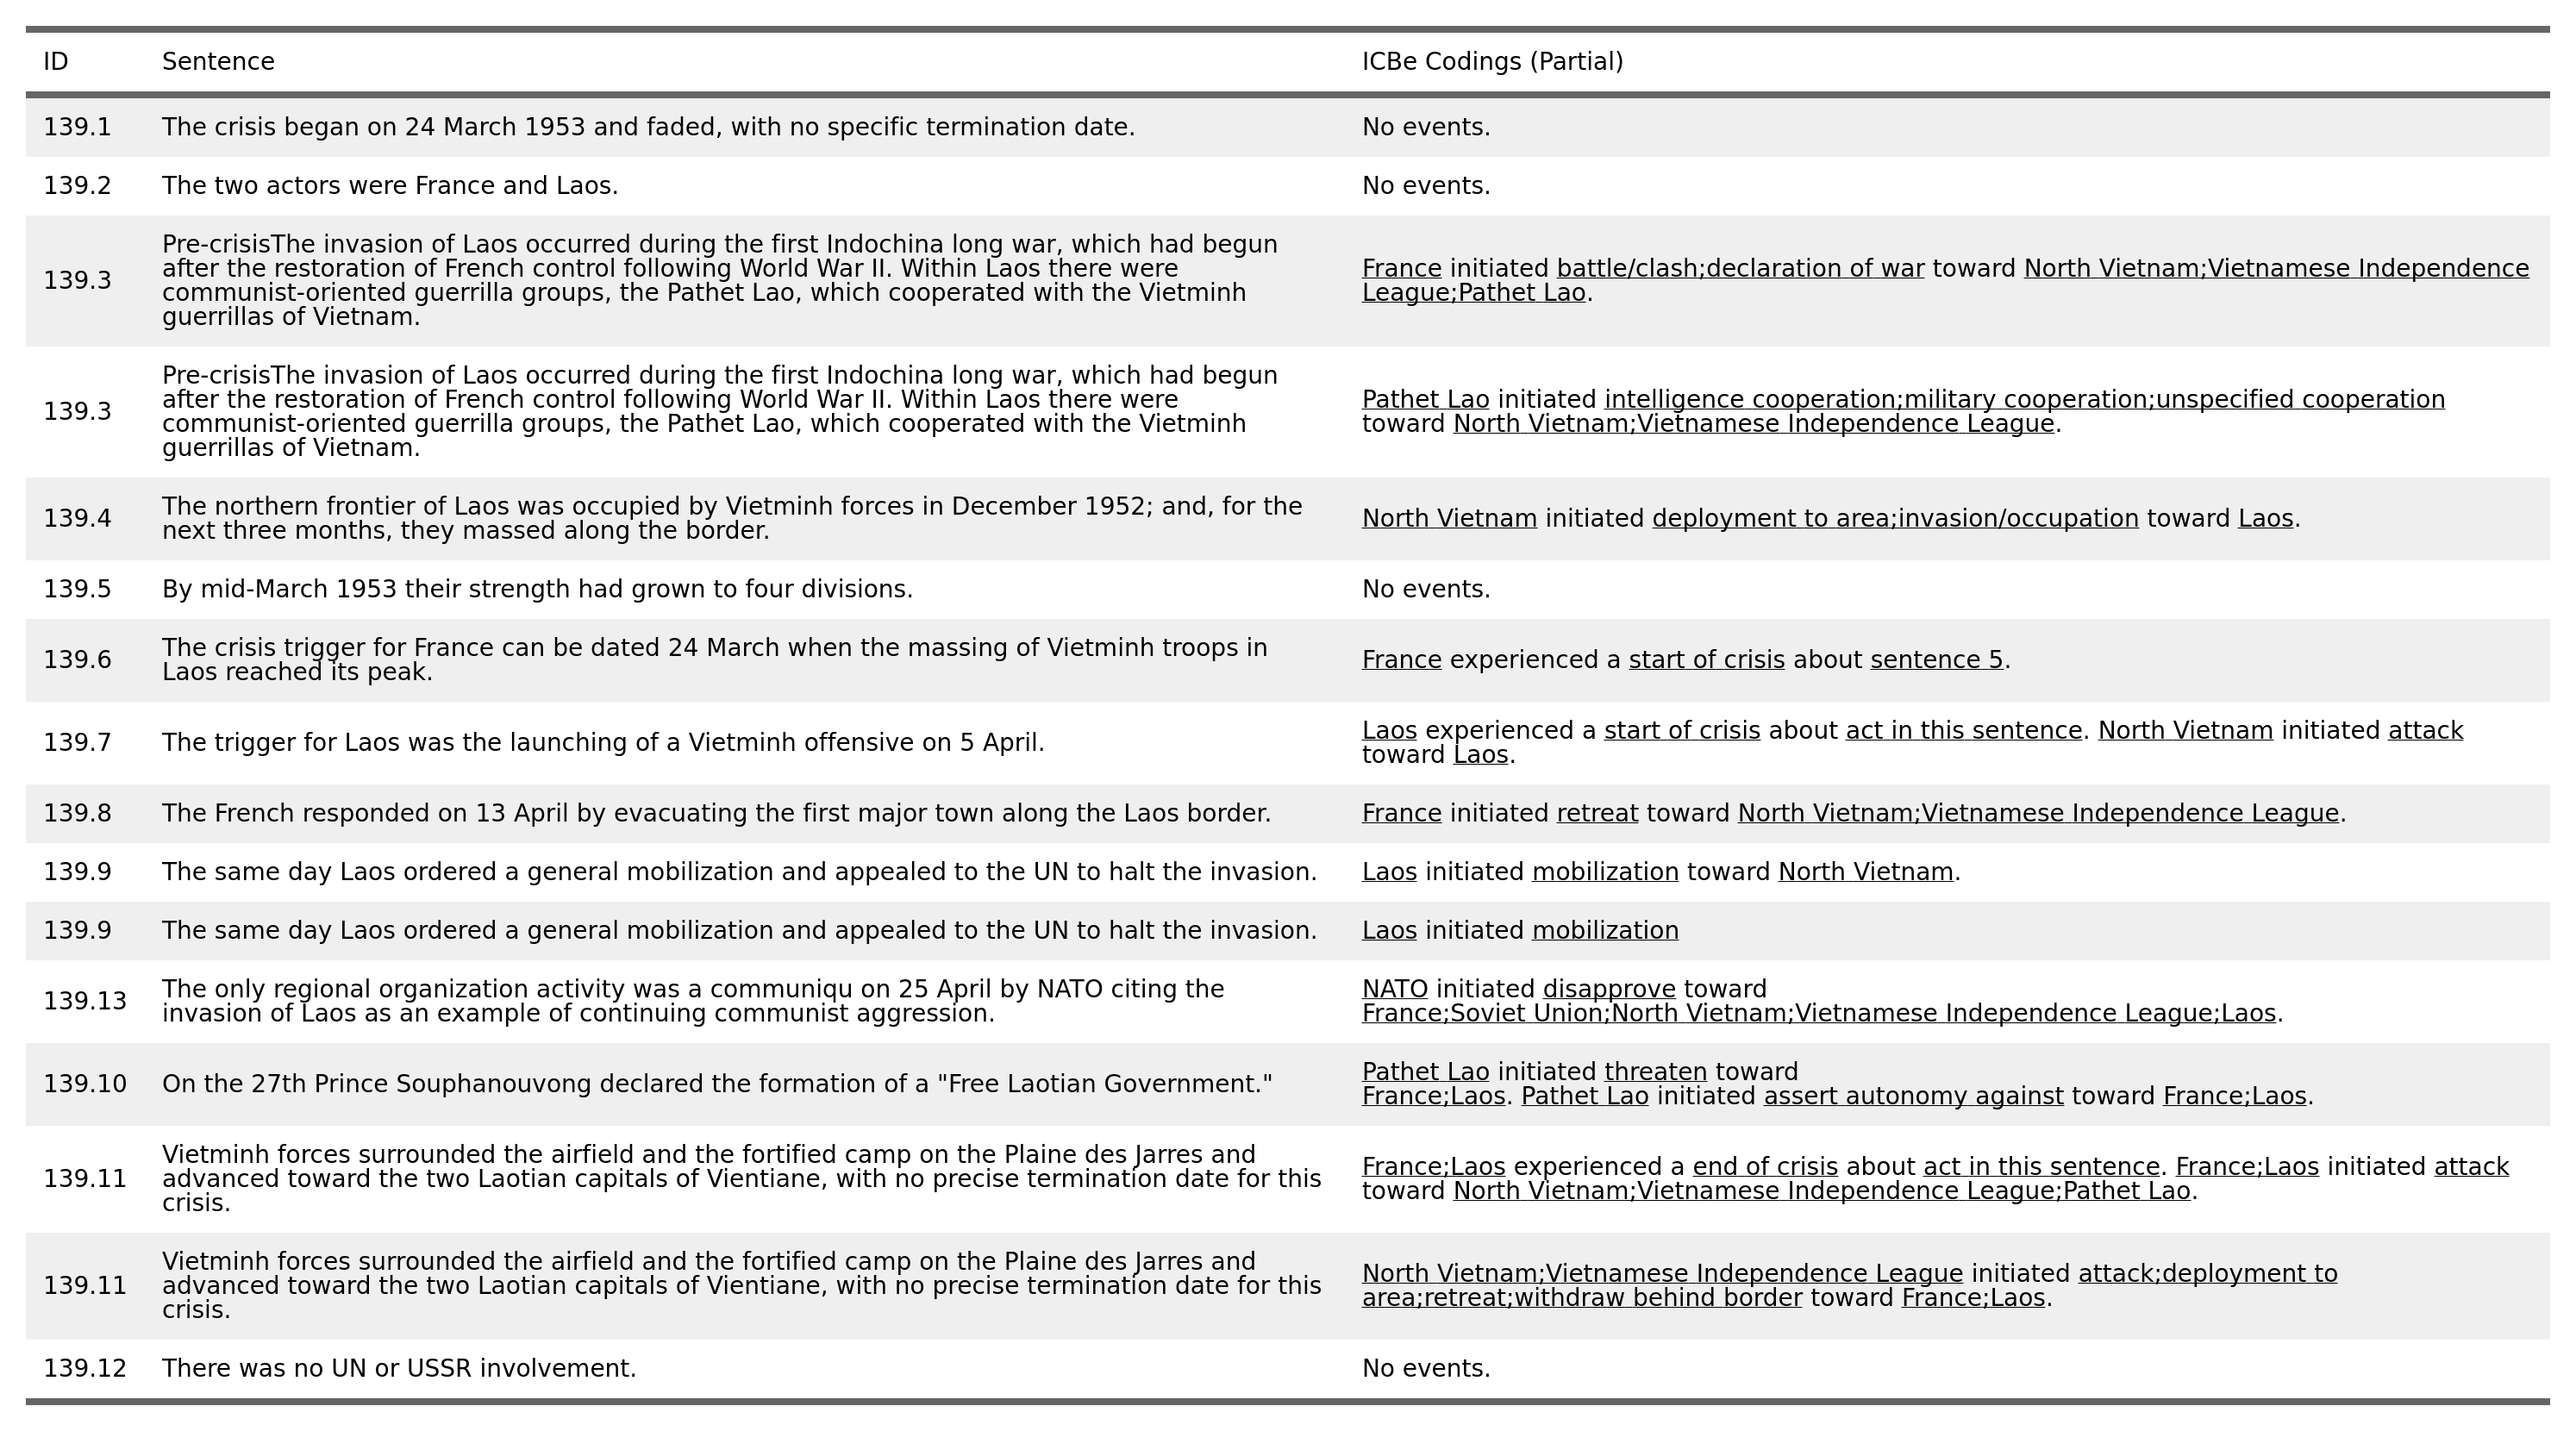 ID Sentence ICBe Codings (Partial)
139.1 The crisis began on 24 March 1953 and faded, with no specific termination date. No events.
139.2 The two actors were France and Laos. No events.
139.3 Pre-crisisThe invasion of Laos occurred during the first Indochina long war, which had begun
after the restoration of French control following World War II. Within Laos there were
communist-oriented guerrilla groups, the Pathet Lao, which cooperated with the Vietminh
guerrillas of Vietnam.
France initiated battle/clash;declaration of war toward North Vietnam;Vietnamese Independence
League;Pathet Lao.
139.3 Pre-crisisThe invasion of Laos occurred during the first Indochina long war, which had begun
after the restoration of French control following World War II. Within Laos there were
communist-oriented guerrilla groups, the Pathet Lao, which cooperated with the Vietminh
guerrillas of Vietnam.
Pathet Lao initiated intelligence cooperation;military cooperation;unspecified cooperation
toward North Vietnam;Vietnamese Independence League.
139.4 The northern frontier of Laos was occupied by Vietminh forces in December 1952; and, for the
next three months, they massed along the border.
North Vietnam initiated deployment to area;invasion/occupation toward Laos.
139.5 By mid-March 1953 their strength had grown to four divisions. No events.
139.6 The crisis trigger for France can be dated 24 March when the massing of Vietminh troops in
Laos reached its peak.
France experienced a start of crisis about sentence 5.
139.7 The trigger for Laos was the launching of a Vietminh offensive on 5 April.
Laos experienced a start of crisis about act in this sentence. North Vietnam initiated attack
toward Laos.
139.8 The French responded on 13 April by evacuating the first major town along the Laos border. France initiated retreat toward North Vietnam;Vietnamese Independence League.
139.9 The same day Laos ordered a general mobilization and appealed to the UN to halt the invasion. Laos initiated mobilization toward North Vietnam.
139.9 The same day Laos ordered a general mobilization and appealed to the UN to halt the invasion. Laos initiated mobilization
139.13 The only regional organization activity was a communiqu on 25 April by NATO citing the
invasion of Laos as an example of continuing communist aggression.
NATO initiated disapprove toward
France;Soviet Union;North Vietnam;Vietnamese Independence League;Laos.
139.10 On the 27th Prince Souphanouvong declared the formation of a "Free Laotian Government."
Pathet Lao initiated threaten toward
France;Laos. Pathet Lao initiated assert autonomy against toward France;Laos.
139.11 Vietminh forces surrounded the airfield and the fortified camp on the Plaine des Jarres and
advanced toward the two Laotian capitals of Vientiane, with no precise termination date for this
crisis.
France;Laos experienced a end of crisis about act in this sentence. France;Laos initiated attack
toward North Vietnam;Vietnamese Independence League;Pathet Lao.
139.11 Vietminh forces surrounded the airfield and the fortified camp on the Plaine des Jarres and
advanced toward the two Laotian capitals of Vientiane, with no precise termination date for this
crisis.
North Vietnam;Vietnamese Independence League initiated attack;deployment to
area;retreat;withdraw behind border toward France;Laos.
139.12 There was no UN or USSR involvement. No events.